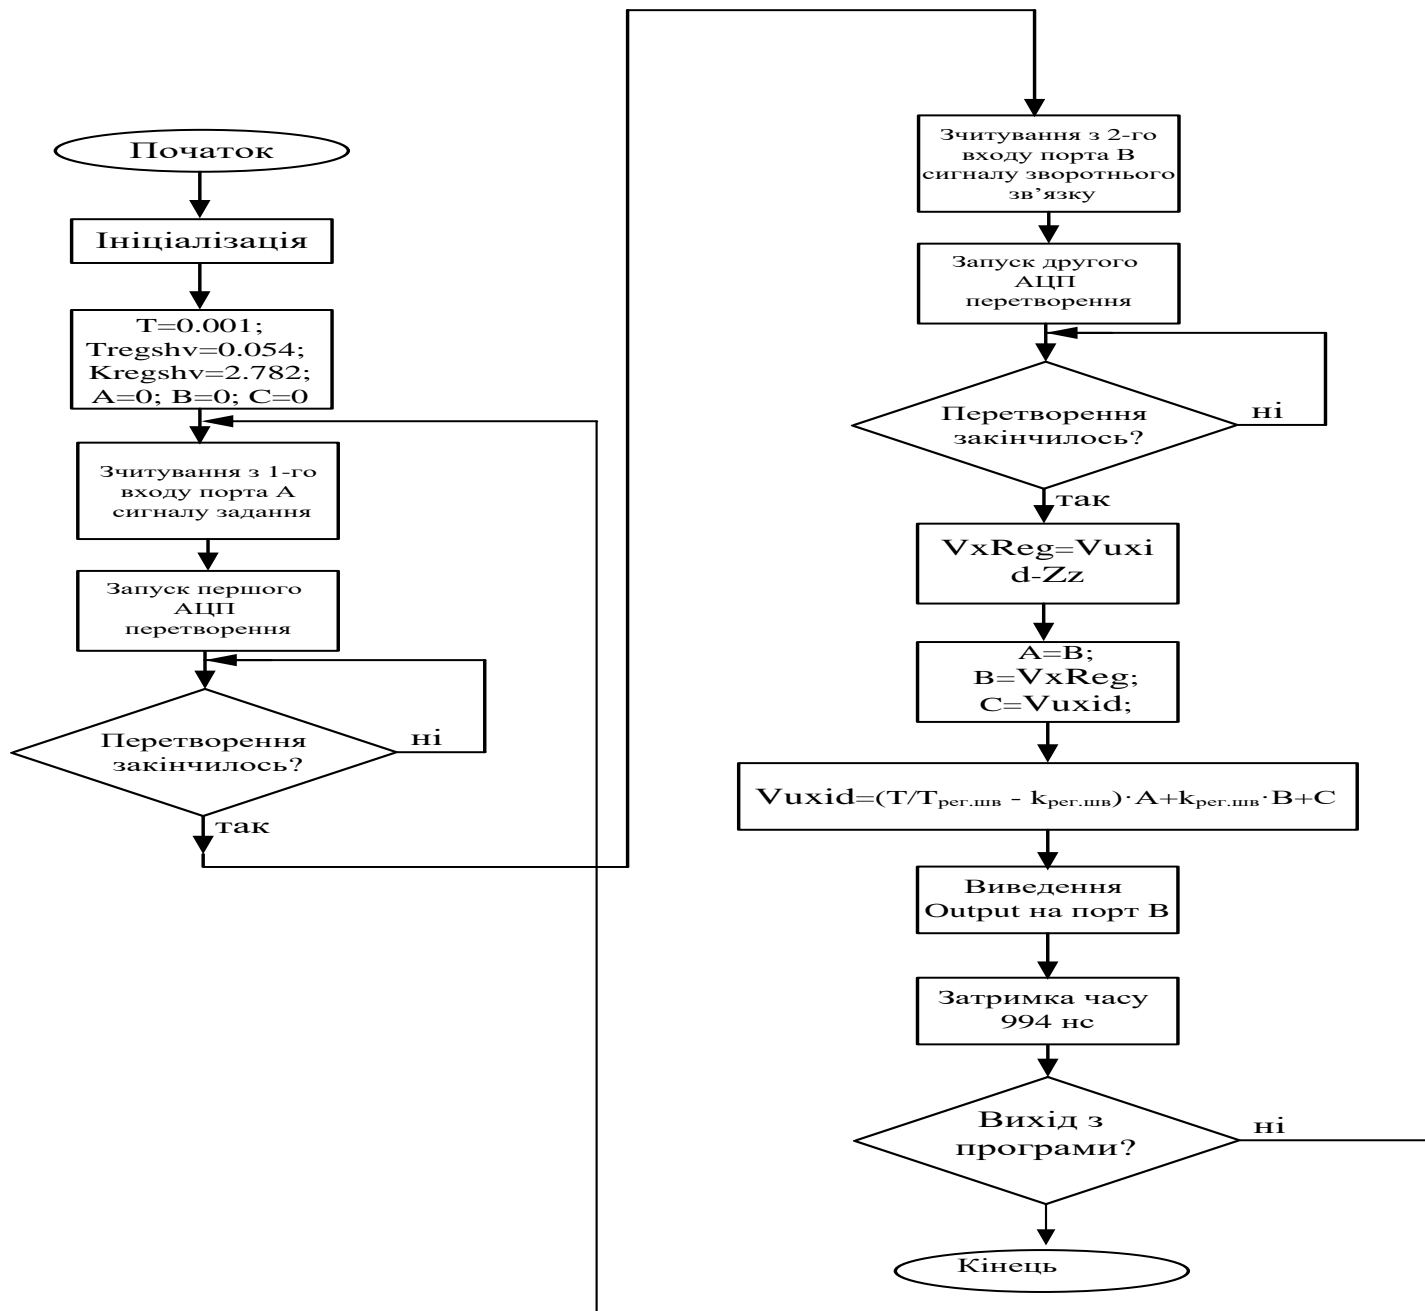 Початок
Ініціалізація
T=0.001;
Tregshv=0.054;
Kregshv=2.782;
A=0; B=0; C=0
Зчитування з 1-го
входу порта А
сигналу задання
Запуск першого
АЦП
перетворення
Перетворення
закінчилось?
ні
так
Зчитування з 2-го
входу порта В
сигналу зворотнього
зв’язку
Запуск другого
АЦП
перетворення
Перетворення
закінчилось?
ні
так
VxReg=Vuxi
d-Zz
A=B;
B=VxReg;
C=Vuxid;
Vuxid=(T/Tрег.шв - kрег.шв)·A+kрег.шв·B+C
Виведення
Output на порт В
Затримка часу
994 нс
Вихід з
програми?
ні
Кінець